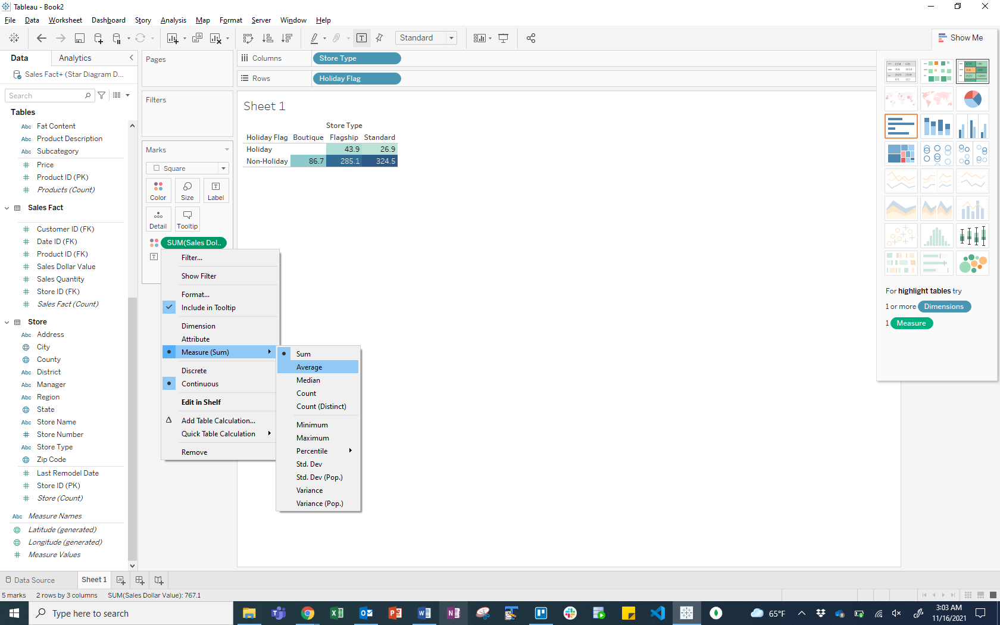 Tableau - Book2
File Data Worksheet Dashboard Story Analysis Map Format Server Window Help
Standard
Show Me
Data Analytics
Sales Fact+ (Star Diagram D...
Search
Tables
Abc Fat Content
Abc Product Description
Abc Subcategory
# Price
# Product ID (PK)
# Products (Count)
Sales Fact
# Customer ID (FK)
# Date ID (FK)
# Product ID (FK)
# Sales Dollar Value
# Sales Quantity
# Store ID (FK)
# Sales Fact (Count)
Store
Abc Address
City
County
Abc District
Abc Manager
Abc Region
State
Abc Store Name
# Store Number
Abc Store Type
Zip Code
# Last Remodel Date
# Store ID (PK)
# Store (Count)
Abc Measure Names
Latitude (generated)
Longitude (generated)
# Measure Values
Pages
Filters
Marks
Square
Color Size Label
Detail Tooltip
SUM(Sales Dol..
Filter...
Show Filter
Format...
Include in Tooltip
Dimension
Attribute
Measure (Sum)
Discrete
Continuous
Edit in Shelf
Add Table Calculation...
Quick Table Calculation
Remove
Sum
Average
Median
Count
Count (Distinct)
Minimum
Maximum
Percentile
Std. Dev
Std. Dev (Pop.)
Variance
Variance (Pop.)
Columns Store Type
Rows Holiday Flag
Sheet 1
Store Type
Holiday Flag Boutique Flagship Standard
Holiday 43.9 26.9
Non-Holiday 86.7 285.1 324.5
For highlight tables try
1 or more Dimensions
1 Measure
Data Source Sheet 1
5 marks 2 rows by 3 columns SUM(Sales Dollar Value): 767.1
Type here to search
65°F
3:03 AM
11/16/2021